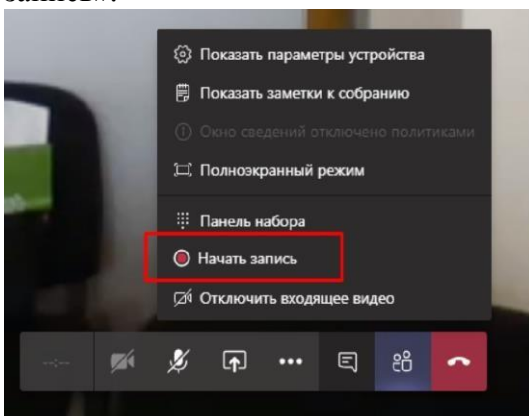 Показать параметры устройства
Показать заметки к собранию
Окно сведений отключено политиками
Полноэкранный режим
Панель набора
Начать запись
Отключить входящее видео
--:--